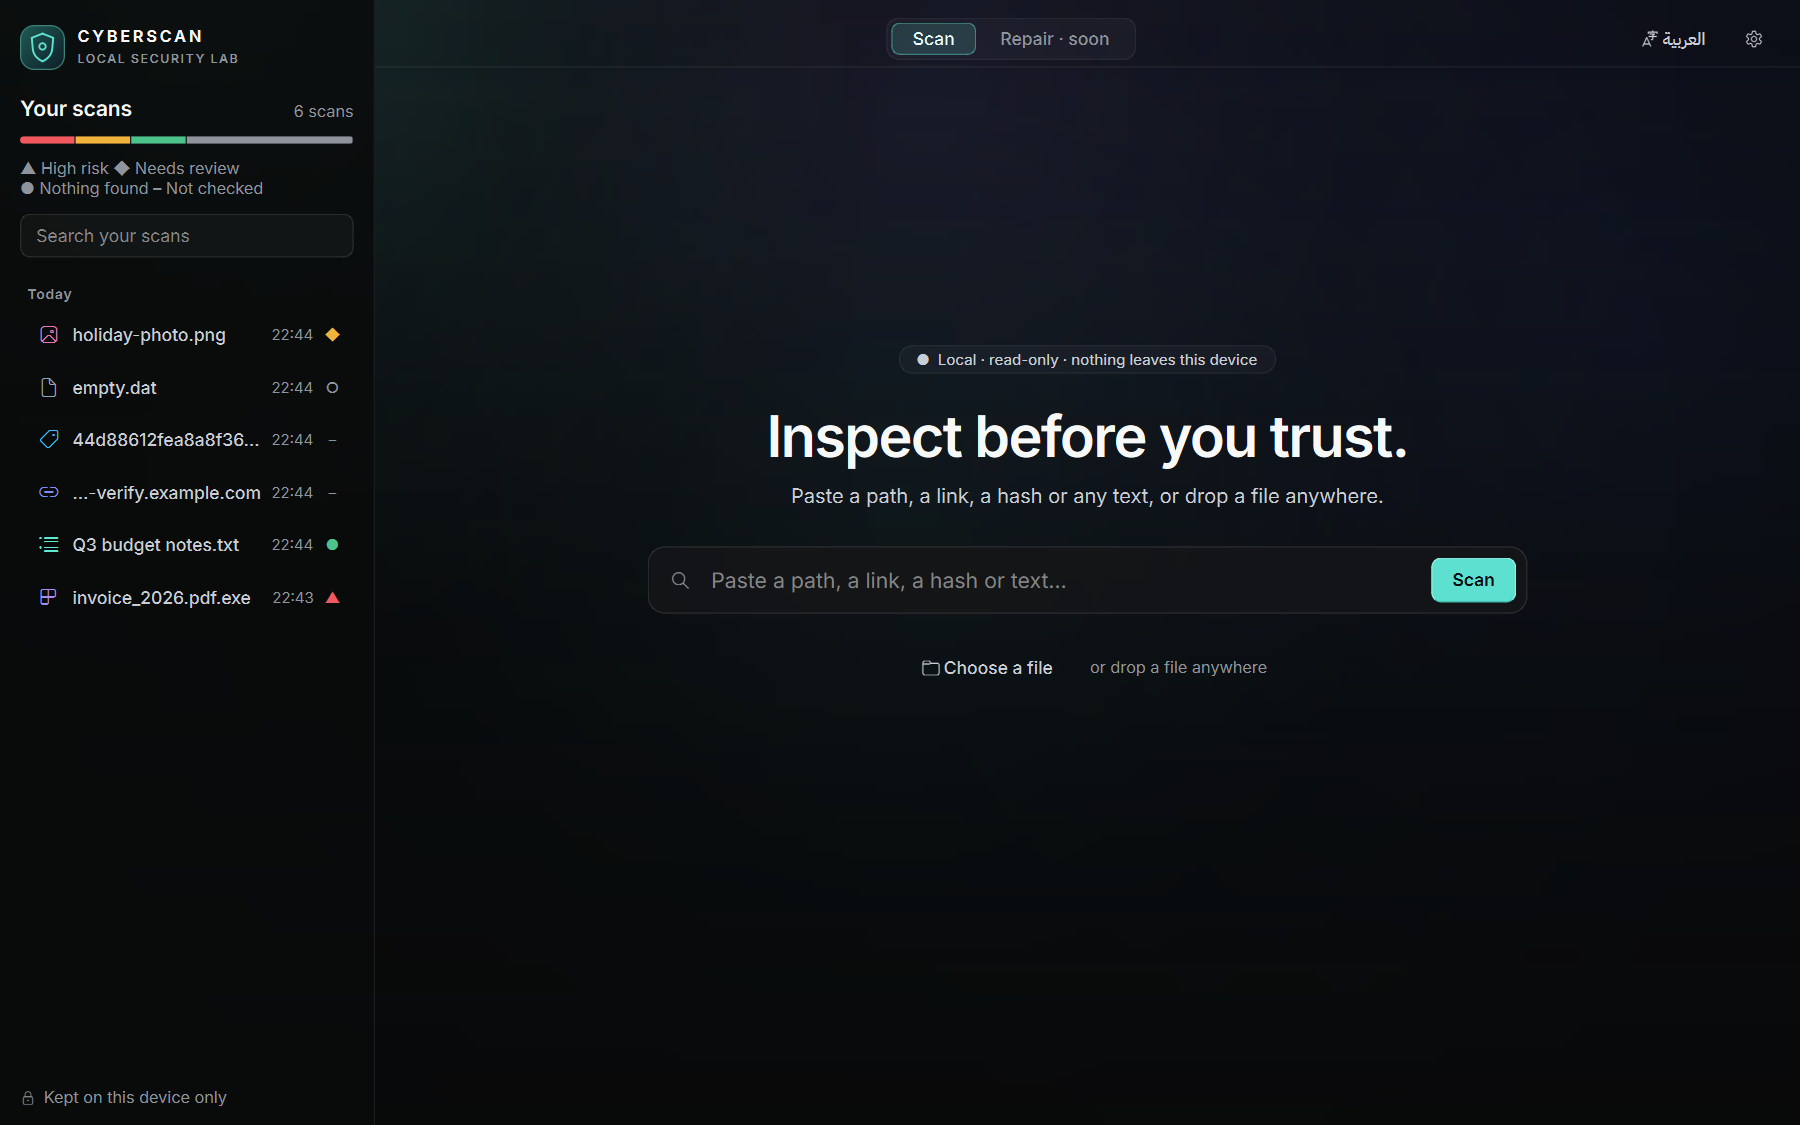 CYBERSCAN
LOCAL SECURITY LAB
Scan
Repair · soon
العربية
Your scans
6 scans
High risk Needs review
Nothing found – Not checked
Search your scans
Today
holiday-photo.png 22:44
empty.dat 22:44
44d88612fea8a8f36... 22:44 –
...-verify.example.com 22:44 –
Q3 budget notes.txt 22:44
invoice_2026.pdf.exe 22:43
Kept on this device only
Local · read-only · nothing leaves this device
Inspect before you trust.
Paste a path, a link, a hash or any text, or drop a file anywhere.
Paste a path, a link, a hash or text...
Scan
Choose a file
or drop a file anywhere